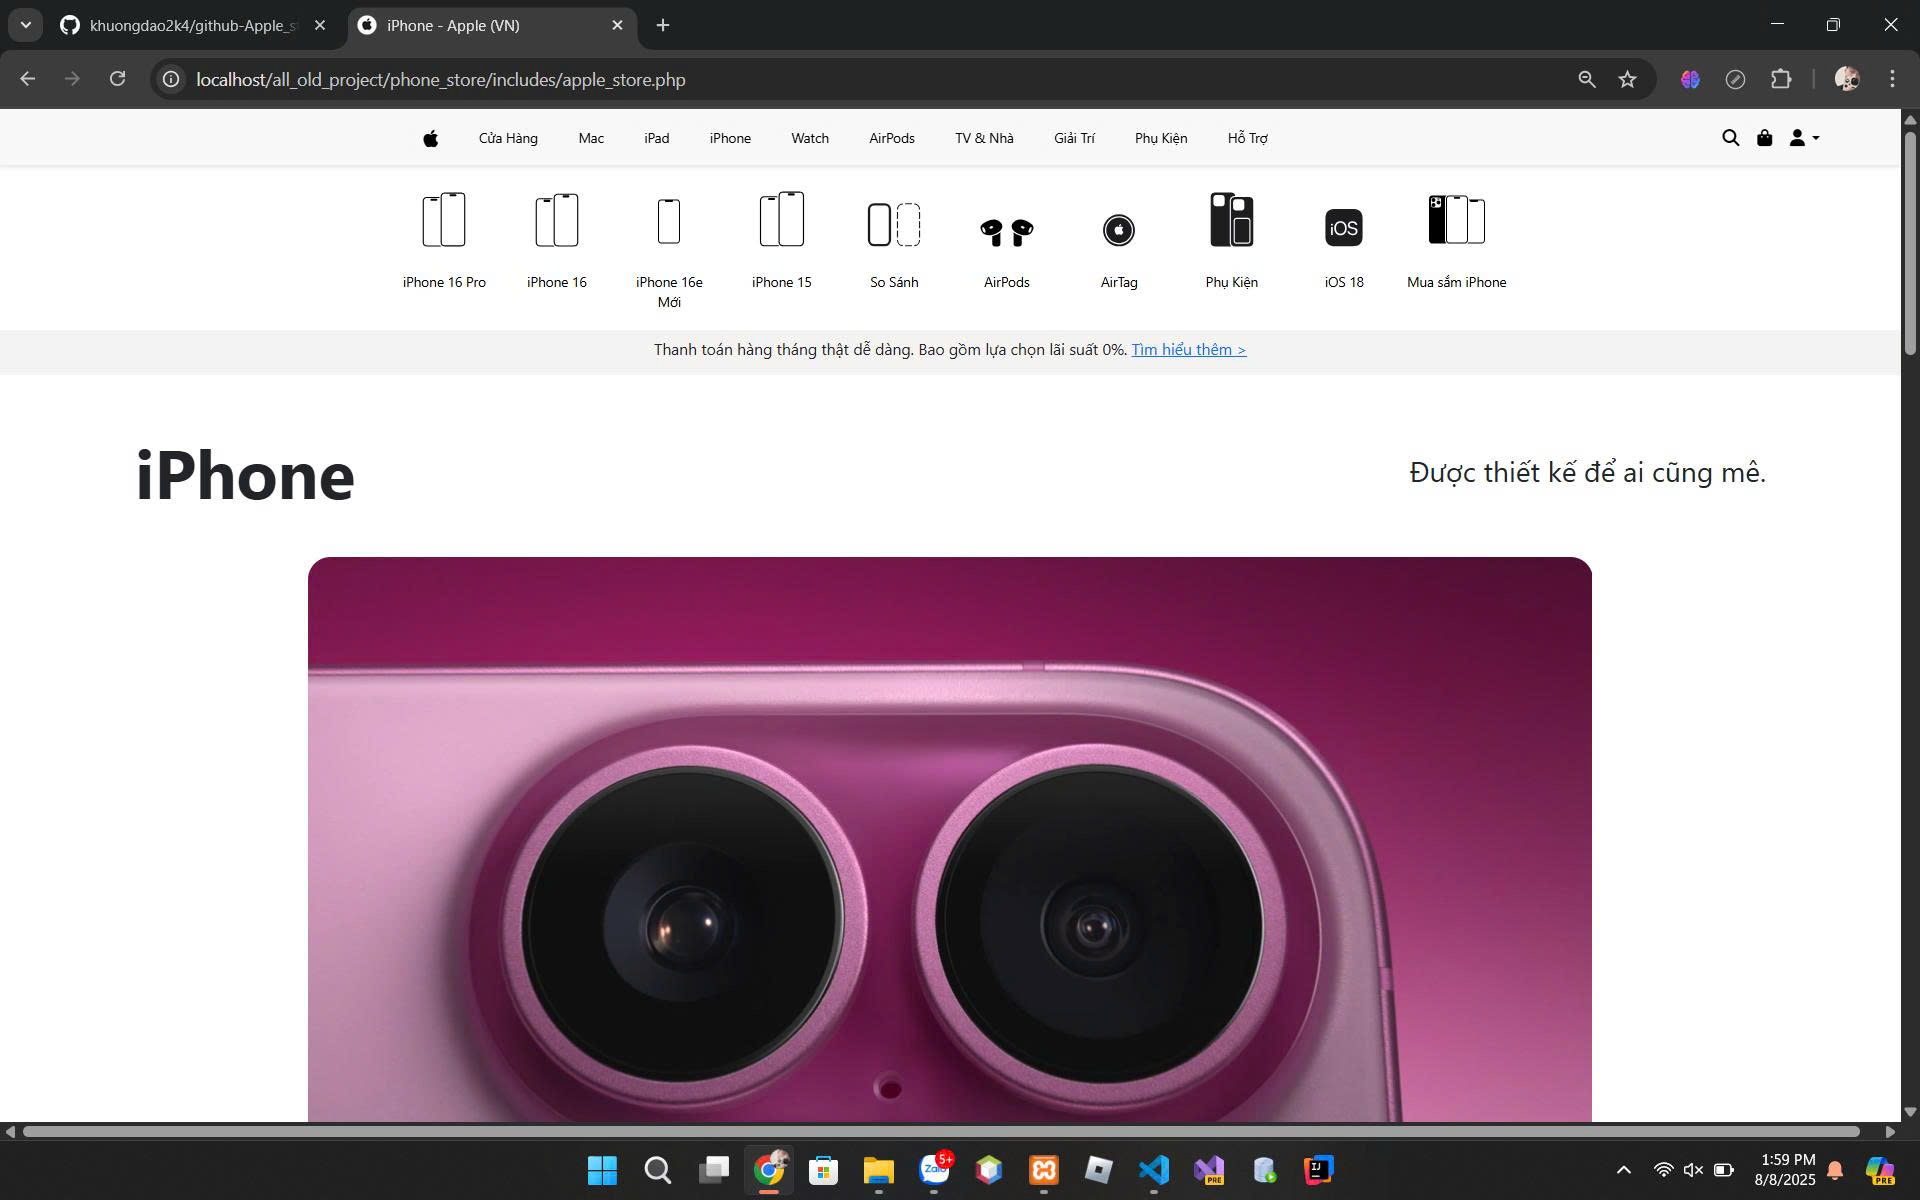 khuongdao2k4/github-Apple_s
iPhone - Apple (VN)
localhost/all_old_project/phone_store/includes/apple_store.php
Cửa Hàng Mac iPad iPhone Watch AirPods TV & Nhà Giải Trí Phụ Kiện Hỗ Trợ
iOS
iPhone 16 Pro iPhone 16 iPhone 16e iPhone 15 So Sánh AirPods AirTag Phụ Kiện iOS 18 Mua sắm iPhone
Mới
Thanh toán hàng tháng thật dễ dàng. Bao gồm lựa chọn lãi suất 0%. Tìm hiểu thêm >
iPhone
Được thiết kế để ai cũng mê.
Zalo
5+
PRE
IJ
1:59 PM
8/8/2025
PRE